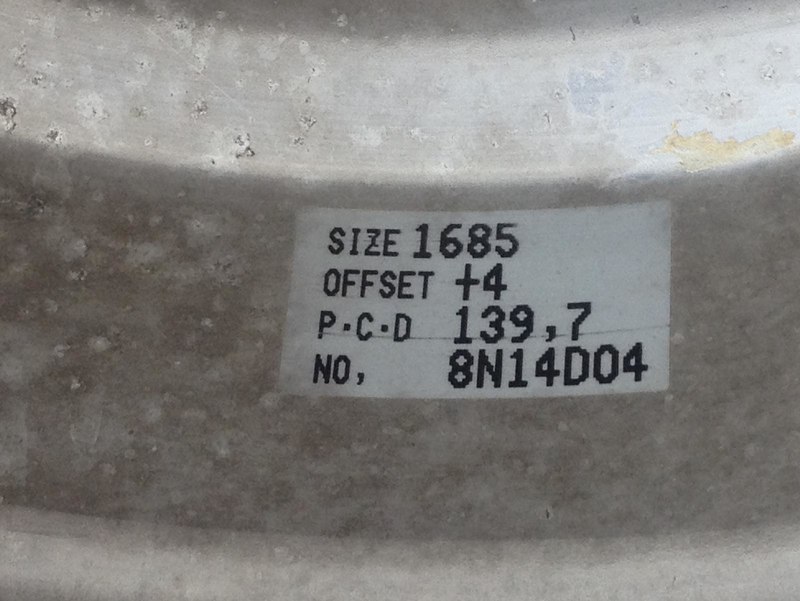 SIZE 1685
OFFSET +4
P·C·D 139,7
NO, 8N14D04